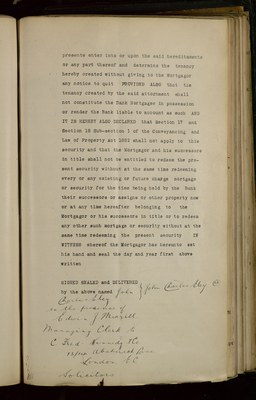 presents enter into or upon the said hereditaments
or any part thereof and determine the tenancy
hereby created without giving to the Mortgagor
any notice to quit PROVIDED ALSO that the
tenancy created by the said attornment shall
not constitute the Bank Mortgagee in possession
or render the Bank liable to account as such AND
IT IS HEREBY ALSO DECLARED that Section 17 and
Section 18 Sub-section 1 of the Conveyancing and
Law of Property Act 1881 shall not apply to this
security and that the Mortgagor and his successors
in title shall not be entitled to redeem the pre-
sent security without at the same time redeeming
every or any existing or future charge mortgage
or security for the time being held by the Bank
their successors or assigns or other property now
or at any time hereafter belonging to the
Mortgagor or his successors in title or to redeem
any other such mortgage or security without at the
same time redeeming the present security IN
WITNESS whereof the Mortgagor has hereunto set
his hand and seal the day and year first above
written
SIGNED SEALED and DELIVERED
by the above named John } John
in the presence of
Edwin J
Managing Clerk to
C. Fred Kennedy &Co
London EC
Solicitors